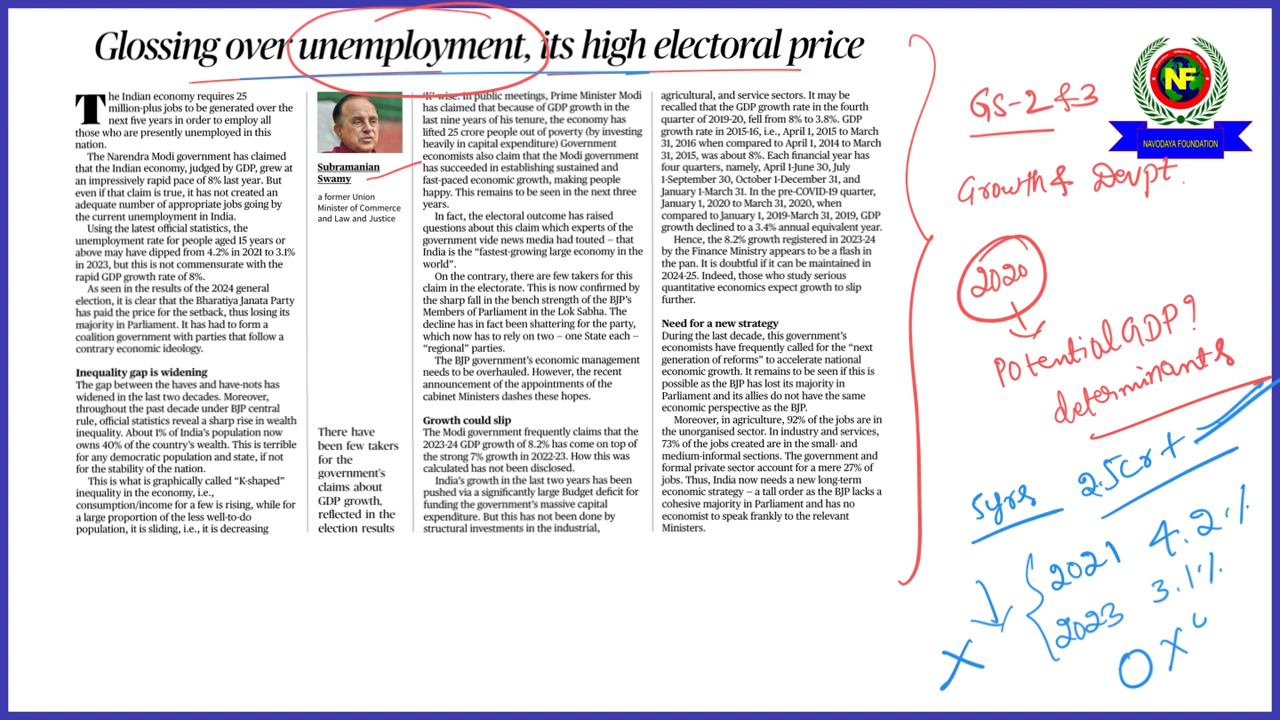 Glossing over unemployment, its high electoral price
The Indian economy requires 25
million-plus jobs to be generated over the
next five years in order to employ all
those who are presently unemployed in this
nation.
The Narendra Modi government has claimed
that the Indian economy, judged by GDP, grew at
an impressively rapid pace of 8% last year. But
even if that claim is true, it has not created an
adequate number of appropriate jobs going by
the current unemployment in India.
Using the latest official statistics, the
unemployment rate for people aged 15 years or
above may have dipped from 4.2% in 2021 to 3.1%
in 2023, but this is not commensurate with the
rapid GDP growth rate of 8%.
As seen in the results of the 2024 general
election, it is clear that the Bharatiya Janata Party
has paid the price for the setback, thus losing its
majority in Parliament. It has had to form a
coalition government with parties that follow a
contrary economic ideology.
Inequality gap is widening
The gap between the haves and have-nots has
widened in the last two decades. Moreover,
throughout the past decade under BJP central
rule, official statistics reveal a sharp rise in wealth
inequality. About 1% of India's population now
owns 40% of the country's wealth. This is terrible
for any democratic population and state, if not
for the stability of the nation.
This is what is graphically called "K-shaped"
inequality in the economy, i.e.,
consumption/income for a few is rising, while for
a large proportion of the less well-to-do
population, it is sliding, i.e., it is decreasing
Subramanian
Swamy
a former Union
Minister of Commerce
and Law and Justice
There have
been few takers
for the
government's
claims about
GDP growth,
reflected in the
election results
'K'-wise. In public meetings, Prime Minister Modi
has claimed that because of GDP growth in the
last nine years of his tenure, the economy has
lifted 25 crore people out of poverty (by investing
heavily in capital expenditure) Government
economists also claim that the Modi government
has succeeded in establishing sustained and
fast-paced economic growth, making people
happy. This remains to be seen in the next three
years.
In fact, the electoral outcome has raised
questions about this claim which experts of the
government vide news media had touted – that
India is the "fastest-growing large economy in the
world".
On the contrary, there are few takers for this
claim in the electorate. This is now confirmed by
the sharp fall in the bench strength of the BJP's
Members of Parliament in the Lok Sabha. The
decline has in fact been shattering for the party,
which now has to rely on two – one State each –
"regional" parties.
The BJP government's economic management
needs to be overhauled. However, the recent
announcement of the appointments of the
cabinet Ministers dashes these hopes.
Growth could slip
The Modi government frequently claims that the
2023-24 GDP growth of 8.2% has come on top of
the strong 7% growth in 2022-23. How this was
calculated has not been disclosed.
India's growth in the last two years has been
pushed via a significantly large Budget deficit for
funding the government's massive capital
expenditure. But this has not been done by
structural investments in the industrial,
agricultural, and service sectors. It may be
recalled that the GDP growth rate in the fourth
quarter of 2019-20, fell from 8% to 3.8%. GDP
growth rate in 2015-16, i.e., April 1, 2015 to March
31, 2016 when compared to April 1, 2014 to March
31, 2015, was about 8%. Each financial year has
four quarters, namely, April 1-June 30, July
1-September 30, October 1-December 31, and
January 1-March 31. In the pre-COVID-19 quarter,
January 1, 2020 to March 31, 2020, when
compared to January 1, 2019-March 31, 2019, GDP
growth declined to a 3.4% annual equivalent year.
Hence, the 8.2% growth registered in 2023-24
by the Finance Ministry appears to be a flash in
the pan. It is doubtful if it can be maintained in
2024-25. Indeed, those who study serious
quantitative economics expect growth to slip
further.
Need for a new strategy
During the last decade, this government's
economists have frequently called for the "next
generation of reforms" to accelerate national
economic growth. It remains to be seen if this is
possible as the BJP has lost its majority in
Parliament and its allies do not have the same
economic perspective as the BJP.
Moreover, in agriculture, 92% of the jobs are in
the unorganised sector. In industry and services,
73% of the jobs created are in the small- and
medium-informal sections. The government and
formal private sector account for a mere 27% of
jobs. Thus, India now needs a new long-term
economic strategy – a tall order as the BJP lacks a
cohesive majority in Parliament and has no
economist to speak frankly to the relevant
Ministers.
GS-2 & 3
Growth & Devpt.
2020
Potential GDP?
determinants
5yrs 2.5Cr +
2021 4.2%
2023 3.1%
NF
NAVODAYA FOUNDATION